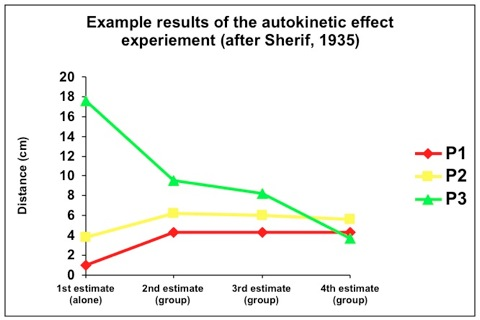 Example results of the autokinetic effect
experiement (after Sherif, 1935)
Distance (cm)
20
18
16
14
12
10
8
6
4
2
0
1st estimate
(alone)
2nd estimate
(group)
3rd estimate
(group)
4th estimate
(group)
P1
P2
P3